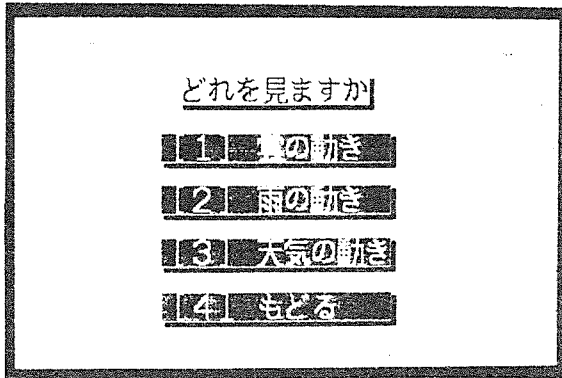 どれを見ますか
1 雲の動き
2 雨の動き
3 大気の動き
4 もどる